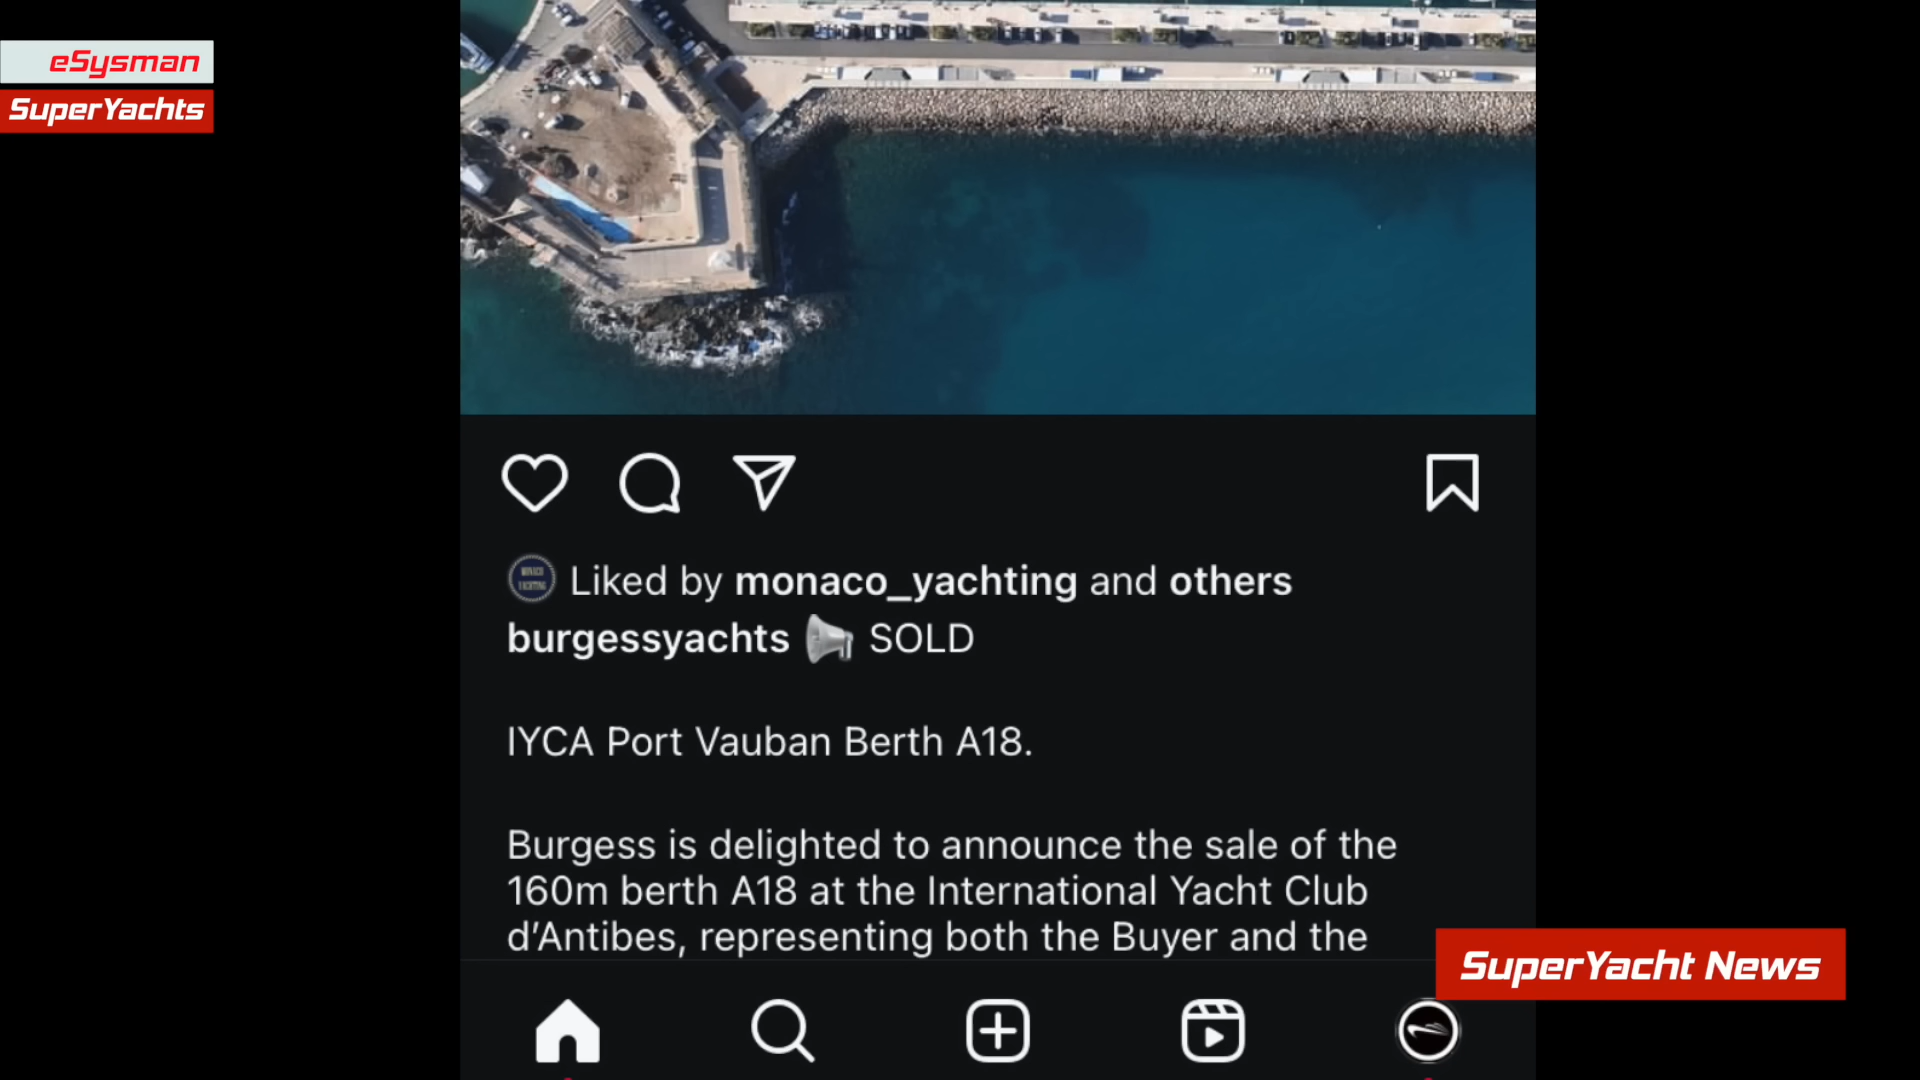 eSysman
SuperYachts
Liked by monaco_yachting and others
burgessyachts SOLD
IYCA Port Vauban Berth A18.
Burgess is delighted to announce the sale of the
160m berth A18 at the International Yacht Club
d’Antibes, representing both the Buyer and the
SuperYacht News